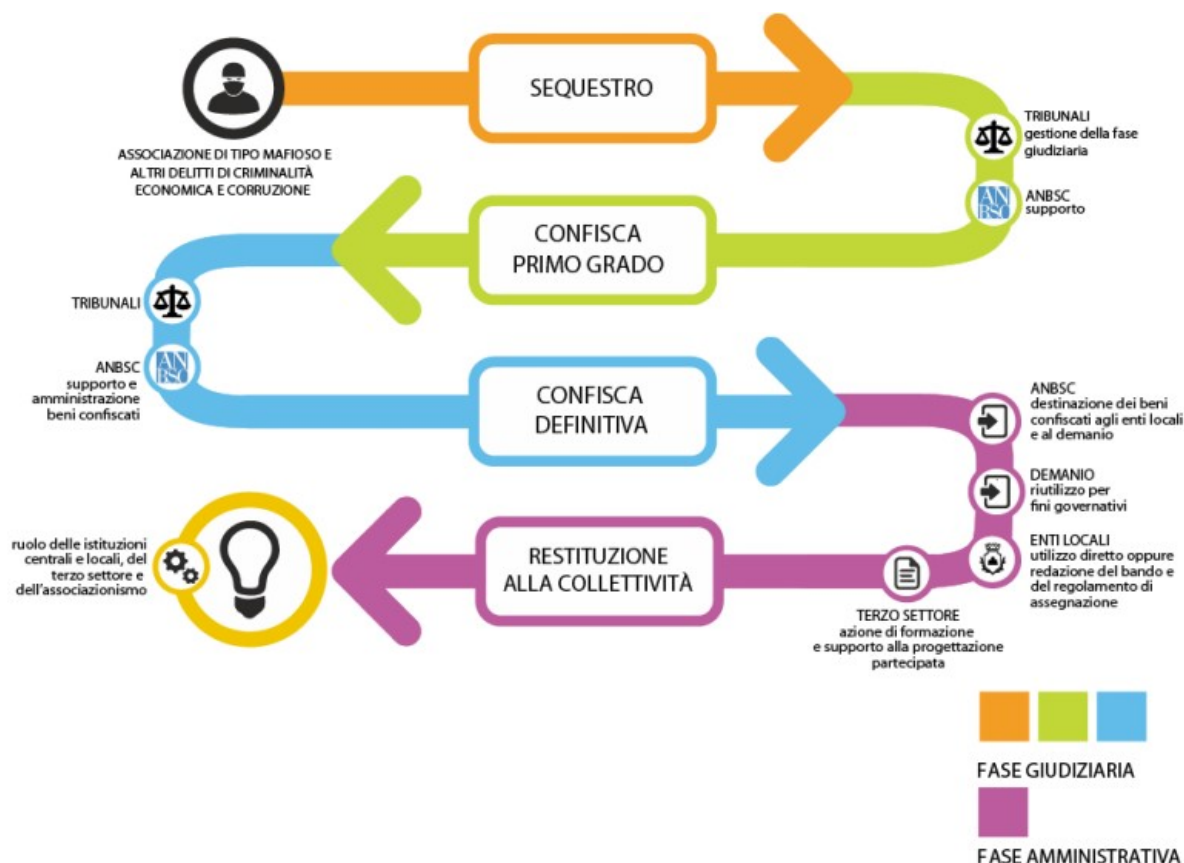 SEQUESTRO
ASSOCIAZIONE DI TIPO MAFIOSO E
ALTRI DELITTI DI CRIMINALITÀ
ECONOMICA E CORRUZIONE
TRIBUNALI
gestione della fase
giudiziaria
ANBSC
supporto
CONFISCA
PRIMO GRADO
TRIBUNALI
ANBSC
supporto e
amministrazione
beni confiscati
CONFISCA
DEFINITIVA
ANBSC
destinazione dei beni
confiscati agli enti locali
e al demanio
DEMANIO
riutilizzo per
fini governativi
ENTI LOCALI
utilizzo diretto oppure
redazione del bando e
del regolamento di
assegnazione
TERZO SETTORE
azione di formazione
e supporto alla progettazione
partecipata
RESTITUZIONE
ALLA COLLETTIVITÀ
ruolo delle istituzioni
centrali e locali, del
terzo settore e
dell'associazionismo
FASE GIUDIZIARIA
FASE AMMINISTRATIVA